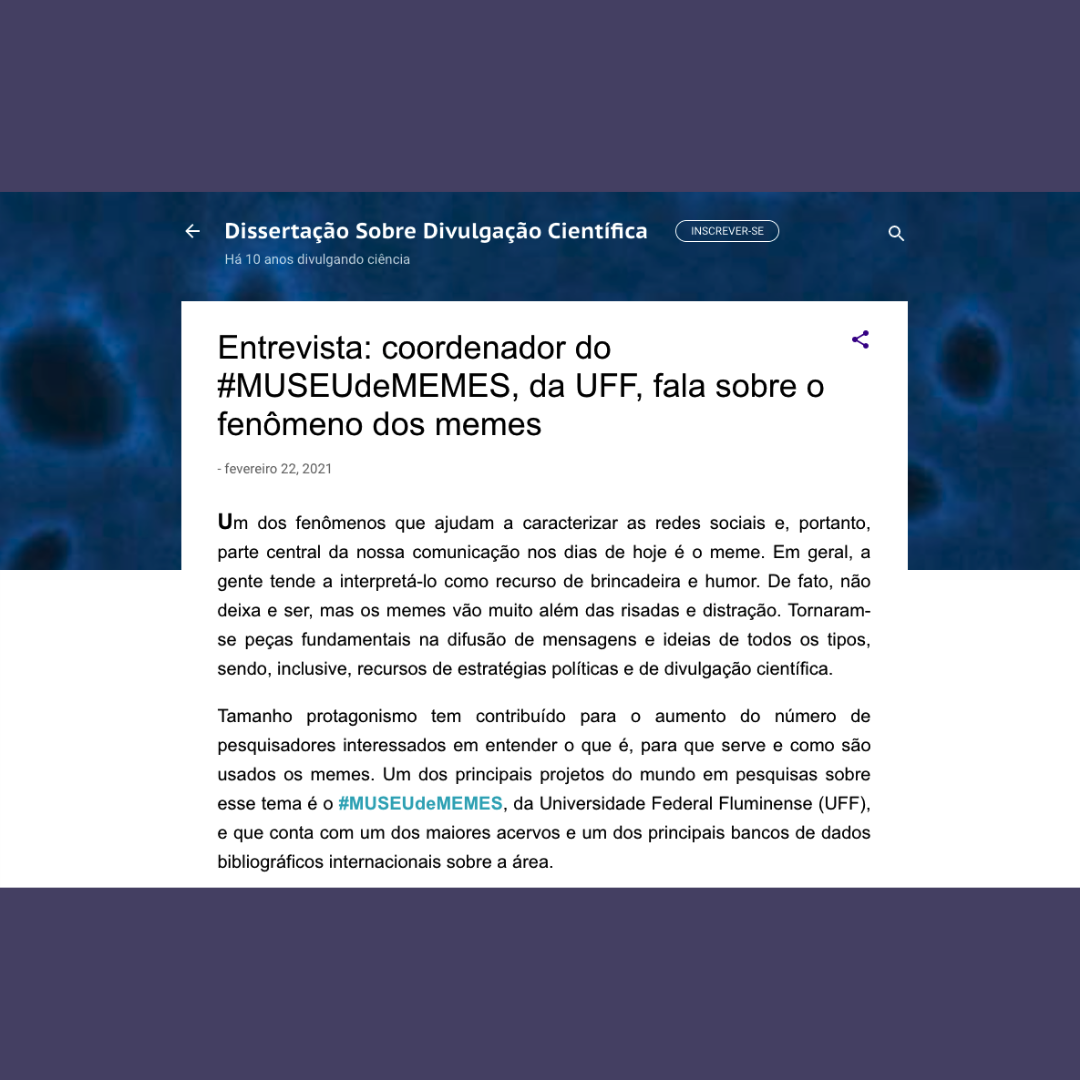 Dissertação Sobre Divulgação Científica
INSCREVER-SE
Há 10 anos divulgando ciência
Entrevista: coordenador do
#MUSEUdeMEMES, da UFF, fala sobre o
fenômeno dos memes
- fevereiro 22, 2021
Um dos fenômenos que ajudam a caracterizar as redes sociais e, portanto,
parte central da nossa comunicação nos dias de hoje é o meme. Em geral, a
gente tende a interpretá-lo como recurso de brincadeira e humor. De fato, não
deixa e ser, mas os memes vão muito além das risadas e distração. Tornaram-
se peças fundamentais na difusão de mensagens e ideias de todos os tipos,
sendo, inclusive, recursos de estratégias políticas e de divulgação científica.
Tamanho protagonismo tem contribuído para o aumento do número de
pesquisadores interessados em entender o que é, para que serve e como são
usados os memes. Um dos principais projetos do mundo em pesquisas sobre
esse tema é o #MUSEUdeMEMES, da Universidade Federal Fluminense (UFF),
e que conta com um dos maiores acervos e um dos principais bancos de dados
bibliográficos internacionais sobre a área.